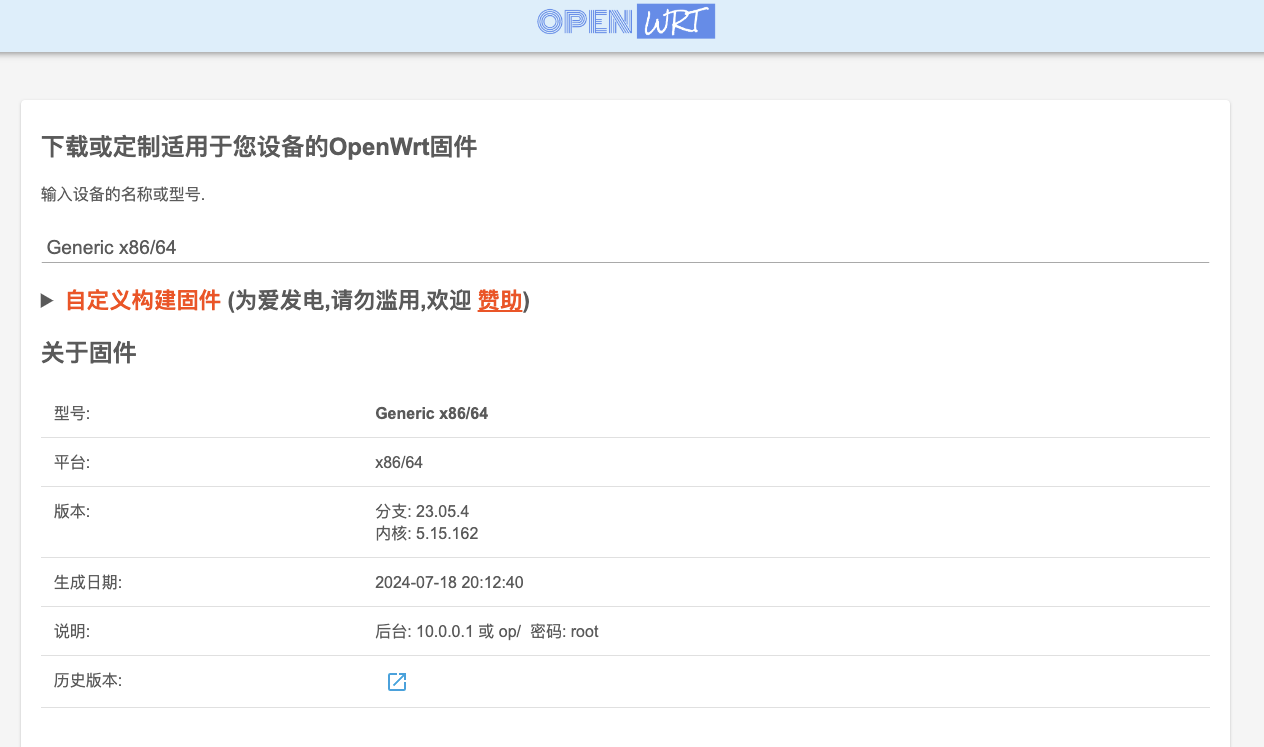 OPENWRT
下载或定制适用于您设备的OpenWrt固件
输入设备的名称或型号.
Generic x86/64
自定义构建固件 (为爱发电,请勿滥用,欢迎 赞助)
关于固件
型号: Generic x86/64
平台: x86/64
版本: 分支: 23.05.4
内核: 5.15.162
生成日期: 2024-07-18 20:12:40
说明: 后台: 10.0.0.1 或 op/ 密码: root
历史版本: